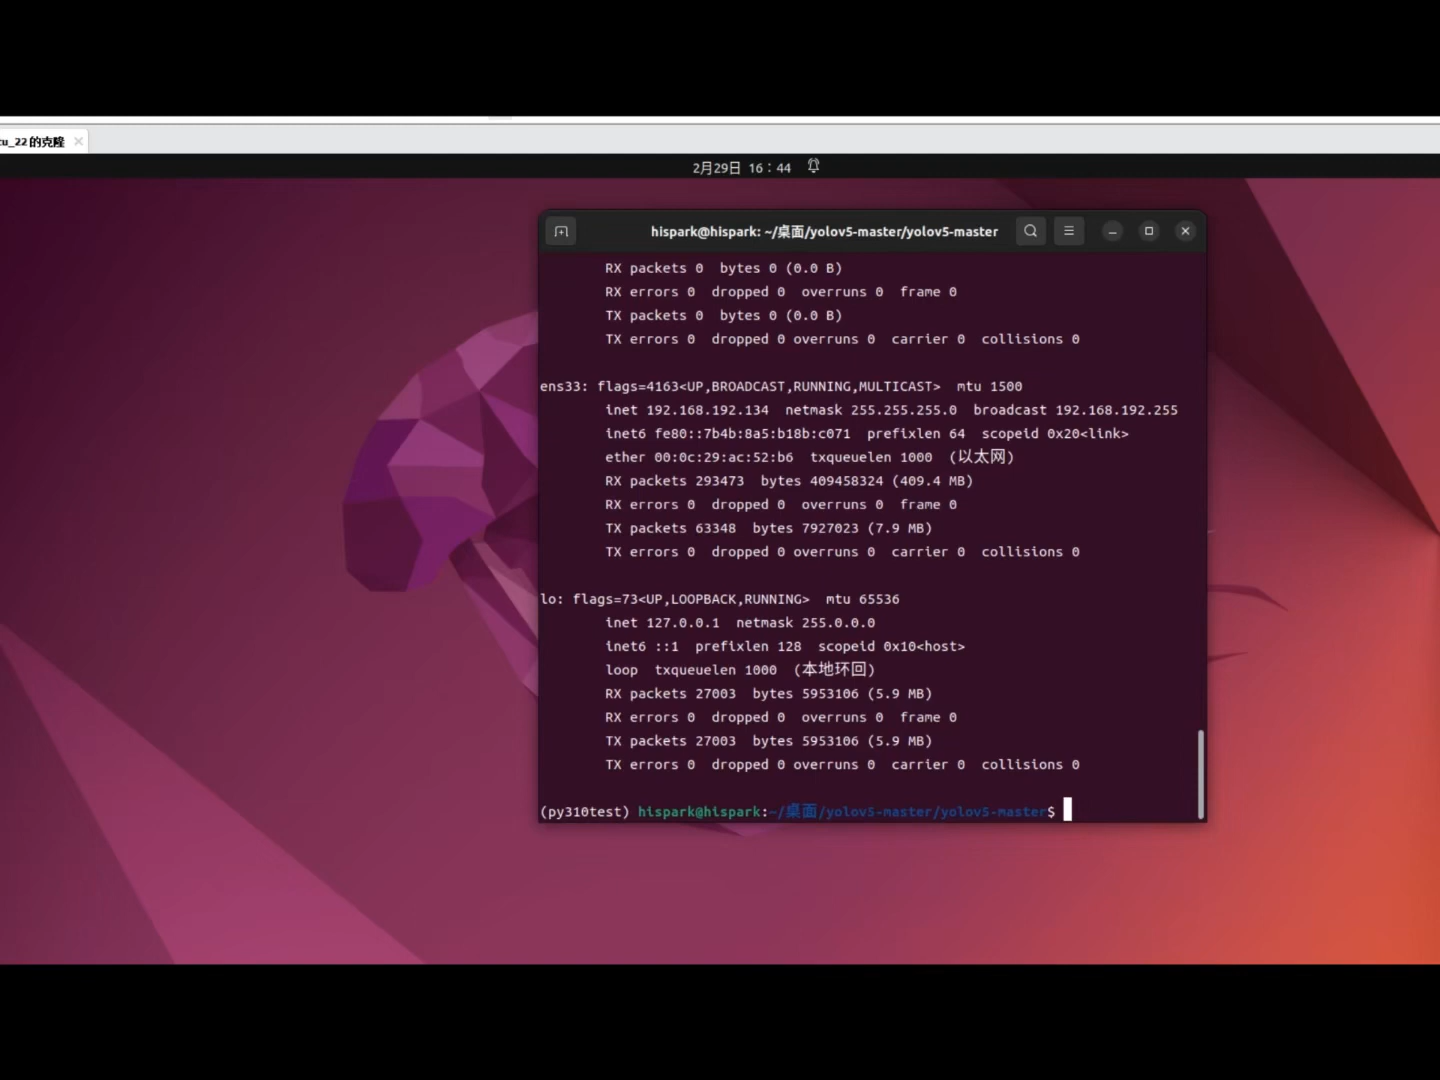 tu_22 的克隆
2月29日 16：44
hispark@hispark: ~/桌面/yolov5-master/yolov5-master
RX packets 0  bytes 0 (0.0 B)
RX errors 0  dropped 0  overruns 0  frame 0
TX packets 0  bytes 0 (0.0 B)
TX errors 0  dropped 0 overruns 0  carrier 0  collisions 0
ens33: flags=4163<UP,BROADCAST,RUNNING,MULTICAST>  mtu 1500
inet 192.168.192.134  netmask 255.255.255.0  broadcast 192.168.192.255
inet6 fe80::7b4b:8a5:b18b:c071  prefixlen 64  scopeid 0x20<link>
ether 00:0c:29:ac:52:b6  txqueuelen 1000  (以太网)
RX packets 293473  bytes 409458324 (409.4 MB)
RX errors 0  dropped 0  overruns 0  frame 0
TX packets 63348  bytes 7927023 (7.9 MB)
TX errors 0  dropped 0 overruns 0  carrier 0  collisions 0
lo: flags=73<UP,LOOPBACK,RUNNING>  mtu 65536
inet 127.0.0.1  netmask 255.0.0.0
inet6 ::1  prefixlen 128  scopeid 0x10<host>
loop  txqueuelen 1000  (本地环回)
RX packets 27003  bytes 5953106 (5.9 MB)
RX errors 0  dropped 0  overruns 0  frame 0
TX packets 27003  bytes 5953106 (5.9 MB)
TX errors 0  dropped 0 overruns 0  carrier 0  collisions 0
(py310test) hispark@hispark:~/桌面/yolov5-master/yolov5-master$